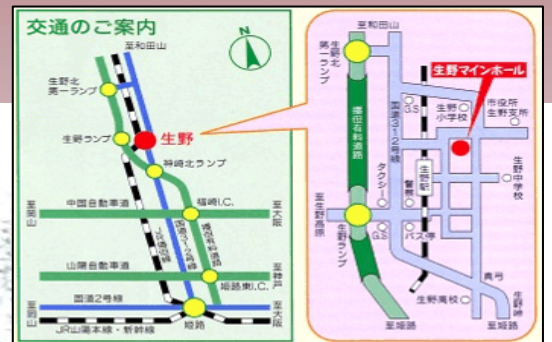 交通のご案内
N
至和田山
生野北
第一ランプ
生野ランプ
生野
神崎北ランプ
福崎I.C.
至岡山
中国自動車道
至大阪
国道312号線
播但有料道路
山陽自動車道
至神戸
姫路東I.C.
至岡山
国道2号線
至大阪
JR山陽本線・新幹線
姫路
至和田山
生野北
第一ランプ
生野マインホール
G.S
生野
小学校
市役所
生野支所
播但有料道路
国道312号線
生野駅
生野
中学校
タクシー
警察
至生野高原
生野ランプ
G.S
バス停
真弓
生野高校
生野峠
至姫路
至姫路